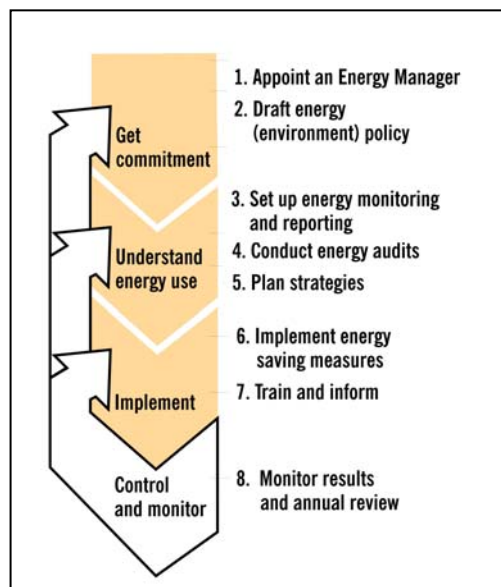 1. Appoint an Energy Manager
2. Draft energy
(environment) policy
Get
commitment
3. Set up energy monitoring
and reporting
4. Conduct energy audits
5. Plan strategies
Understand
energy use
6. Implement energy
saving measures
7. Train and inform
Implement
8. Monitor results
and annual review
Control
and monitor